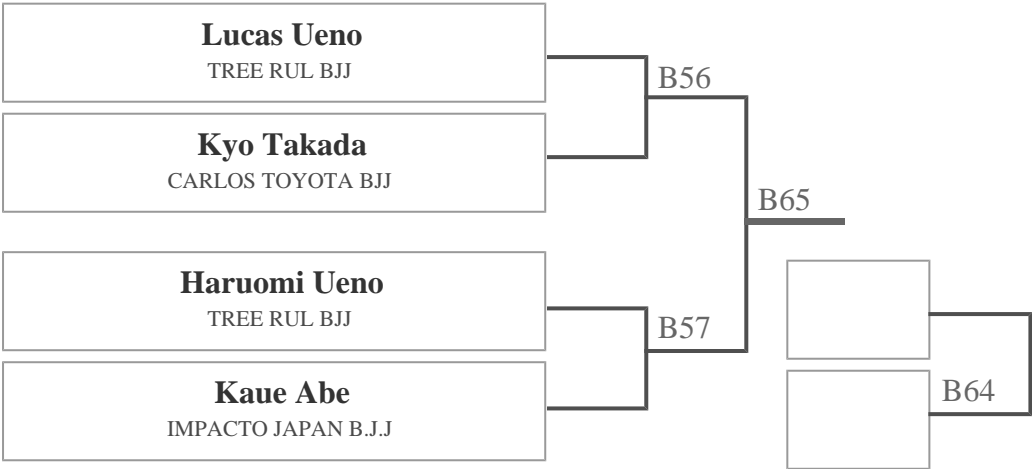 Lucas Ueno
TREE RUL BJJ
B56
Kyo Takada
CARLOS TOYOTA BJJ
B65
Haruomi Ueno
TREE RUL BJJ
B57
Kaue Abe
IMPACTO JAPAN B.J.J
B64